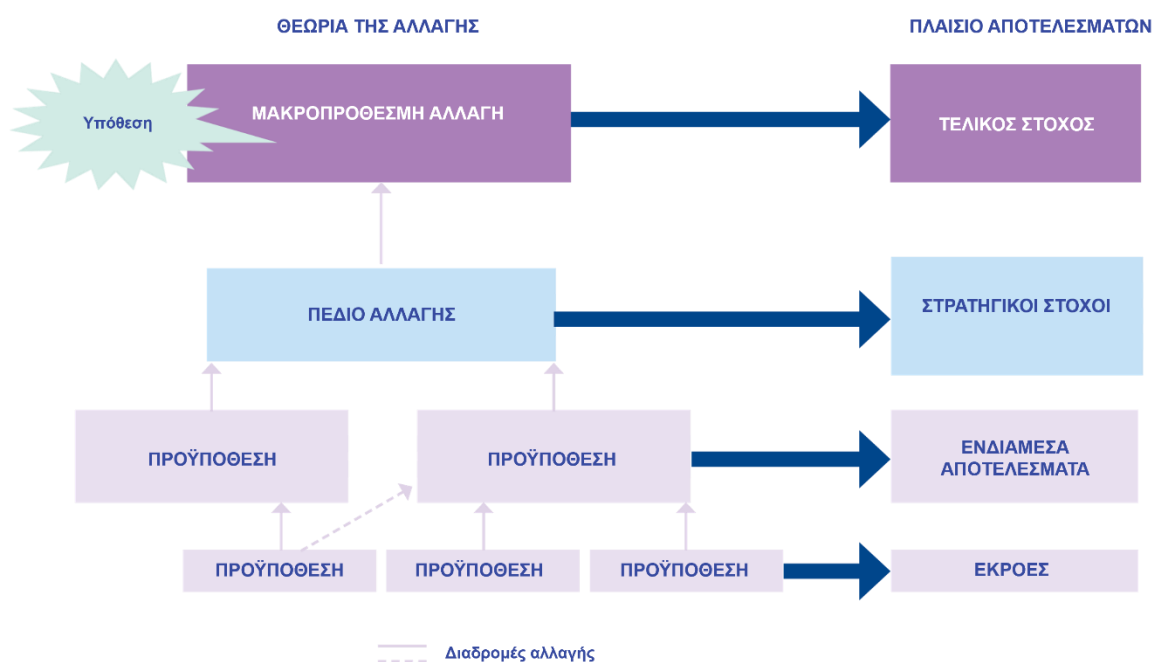 ΘΕΩΡΙΑ ΤΗΣ ΑΛΛΑΓΗΣ
ΠΛΑΙΣΙΟ ΑΠΟΤΕΛΕΣΜΑΤΩΝ
Υπόθεση
ΜΑΚΡΟΠΡΟΘΕΣΜΗ ΑΛΛΑΓΗ
ΤΕΛΙΚΟΣ ΣΤΟΧΟΣ
ΠΕΔΙΟ ΑΛΛΑΓΗΣ
ΣΤΡΑΤΗΓΙΚΟΙ ΣΤΟΧΟΙ
ΠΡΟΫΠΟΘΕΣΗ
ΠΡΟΫΠΟΘΕΣΗ
ΕΝΔΙΑΜΕΣΑ
ΑΠΟΤΕΛΕΣΜΑΤΑ
ΠΡΟΫΠΟΘΕΣΗ
ΠΡΟΫΠΟΘΕΣΗ
ΠΡΟΫΠΟΘΕΣΗ
ΕΚΡΟΕΣ
Διαδρομές αλλαγής